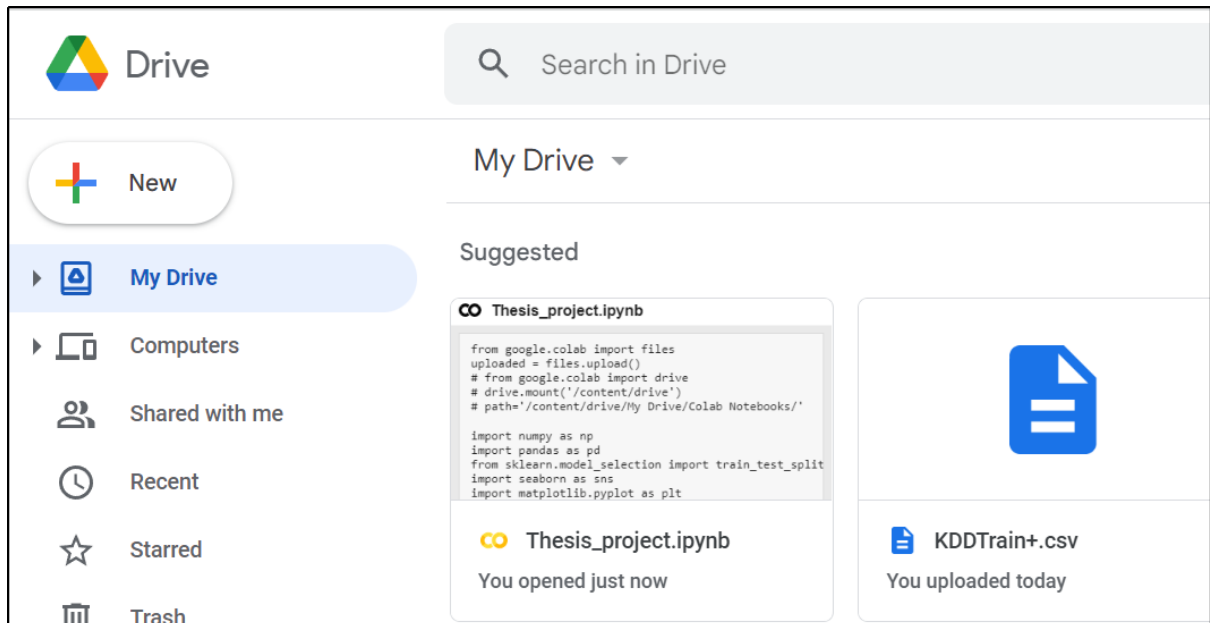 Drive
Search in Drive
New
My Drive
Computers
Shared with me
Recent
Starred
Trash
My Drive
Suggested
Thesis_project.ipynb
from google.colab import files
uploaded = files.upload()
# from google.colab import drive
# drive.mount('/content/drive')
# path='/content/drive/My Drive/Colab Notebooks/'
import numpy as np
import pandas as pd
from sklearn.model_selection import train_test_split
import seaborn as sns
import matplotlib.pyplot as plt
Thesis_project.ipynb
You opened just now
KDDTrain+.csv
You uploaded today